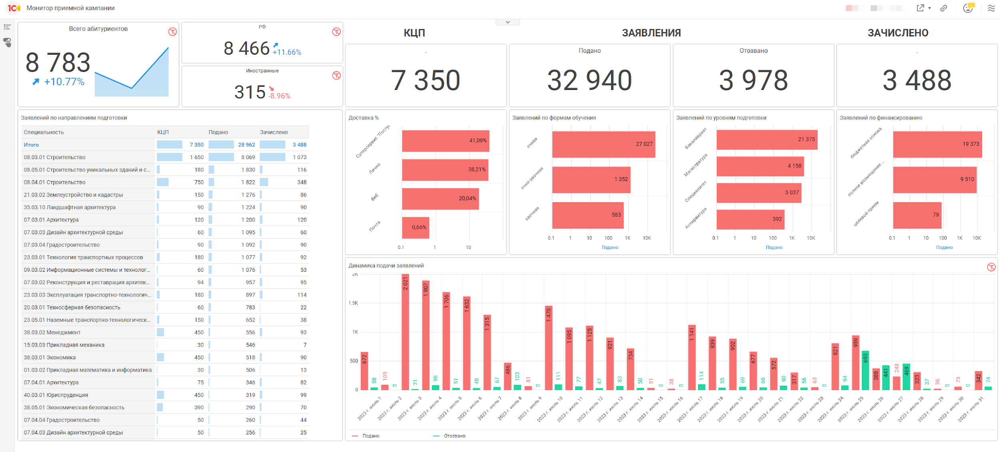 1С Монитор приемной кампании
Всего абитуриентов
8 783
+10.77%
РФ
8 466 +11.66%
Иностранные
315 -8.96%
КЦП
.
7 350
ЗАЯВЛЕНИЯ
Подано
32 940
Отозвано
3 978
ЗАЧИСЛЕНО
.
3 488
Заявлений по направлениям подготовки
Специальность КЦП Подано Зачислено
Итого 7 350 28 962 3 488
08.03.01 Строительство 1 650 8 069 1 073
08.05.01 Строительство уникальных зданий и с... 180 1 830 116
08.04.01 Строительство 750 1 822 348
21.03.02 Землеустройство и кадастры 150 1 276 86
35.03.10 Ландшафтная архитектура 90 1 224 90
07.03.01 Архитектура 120 1 200 120
07.03.03 Дизайн архитектурной среды 60 1 095 60
07.03.04 Градостроительство 90 1 092 90
23.03.01 Технология транспортных процессов 180 1 077 92
09.03.02 Информационные системы и технолог... 60 1 076 53
07.03.02 Реконструкция и реставрация архитек... 94 957 95
23.03.03 Эксплуатация транспортно-технологич... 180 897 114
20.03.01 Техносферная безопасность 60 783 22
23.05.01 Наземные транспортно-технологическ... 150 652 38
38.03.02 Менеджмент 450 556 93
15.03.03 Прикладная механика 30 546 7
38.03.01 Экономика 450 518 90
01.03.02 Прикладная математика и информатика 30 506 13
07.04.01 Архитектура 75 346 82
40.03.01 Юриспруденция 450 319 99
38.05.01 Экономическая безопасность 390 290 70
07.04.04 Градостроительство 50 260 44
07.04.03 Дизайн архитектурной среды 50 256 25
Доставка %
Суперсервис "Посту 41,09%
Лично 38,21%
Веб 20,04%
Почта 0,66%
0.1 1 10
Заявлений по формам обучения
очная 27 027
очно-заочная 1 352
заочная 583
0.1 1 10 100 1K 10K
Подано
Заявлений по уровням подготовки
Бакалавриат 21 375
Магистратура 4 158
Специалитет 3 037
Аспирантура 392
0.1 1 10 100 1K 10K
Подано
Заявлений по финансированию
бюджетная основа 19 373
полное возмещение ... 9 510
целевой прием 79
0.1 1 10 100 1K 10K
Подано
Динамика подачи заявлений
2K
1.5K
1K
500
0
672 58 105 0 2 021 31 1 907 98 1 706 51 1 632 48 1 315 67 486 103 81 0 1 470 111 1 095 77 1 125 47 921 83 734 50 51 0 38 0 1 141 114 939 55 902 69 677 60 572 90 317 56 63 0 821 94 959 693 388 441 248 469 323 37 36 0 73 0 342 74
2023 г. июль 1
2023 г. июль 2
2023 г. июль 3
2023 г. июль 4
2023 г. июль 5
2023 г. июль 6
2023 г. июль 7
2023 г. июль 8
2023 г. июль 9
2023 г. июль 10
2023 г. июль 11
2023 г. июль 12
2023 г. июль 13
2023 г. июль 14
2023 г. июль 15
2023 г. июль 16
2023 г. июль 17
2023 г. июль 18
2023 г. июль 19
2023 г. июль 20
2023 г. июль 21
2023 г. июль 22
2023 г. июль 23
2023 г. июль 24
2023 г. июль 25
2023 г. июль 26
2023 г. июль 27
2023 г. июль 28
2023 г. июль 29
2023 г. июль 30
2023 г. июль 31
Подано Отозвано